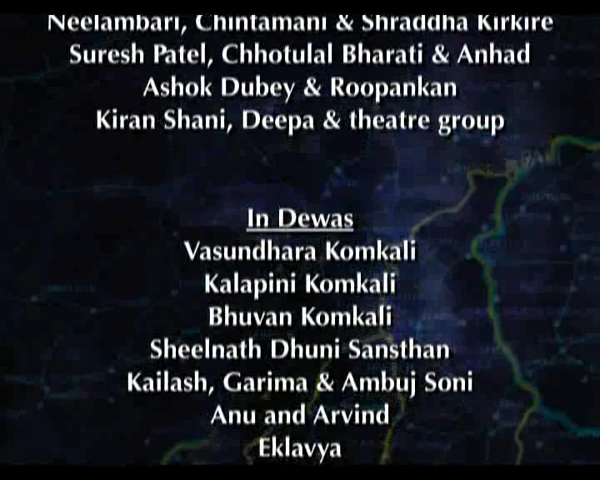 Neelambari, Chintamani & Shraddha Kirkire
Suresh Patel, Chhotulal Bharati & Anhad
Ashok Dubey & Roopankan
Kiran Shani, Deepa & theatre group
In Dewas
Vasundhara Komkali
Kalapini Komkali
Bhuvan Komkali
Sheelnath Dhuni Sansthan
Kailash, Garima & Ambuj Soni
Anu and Arvind
Eklavya